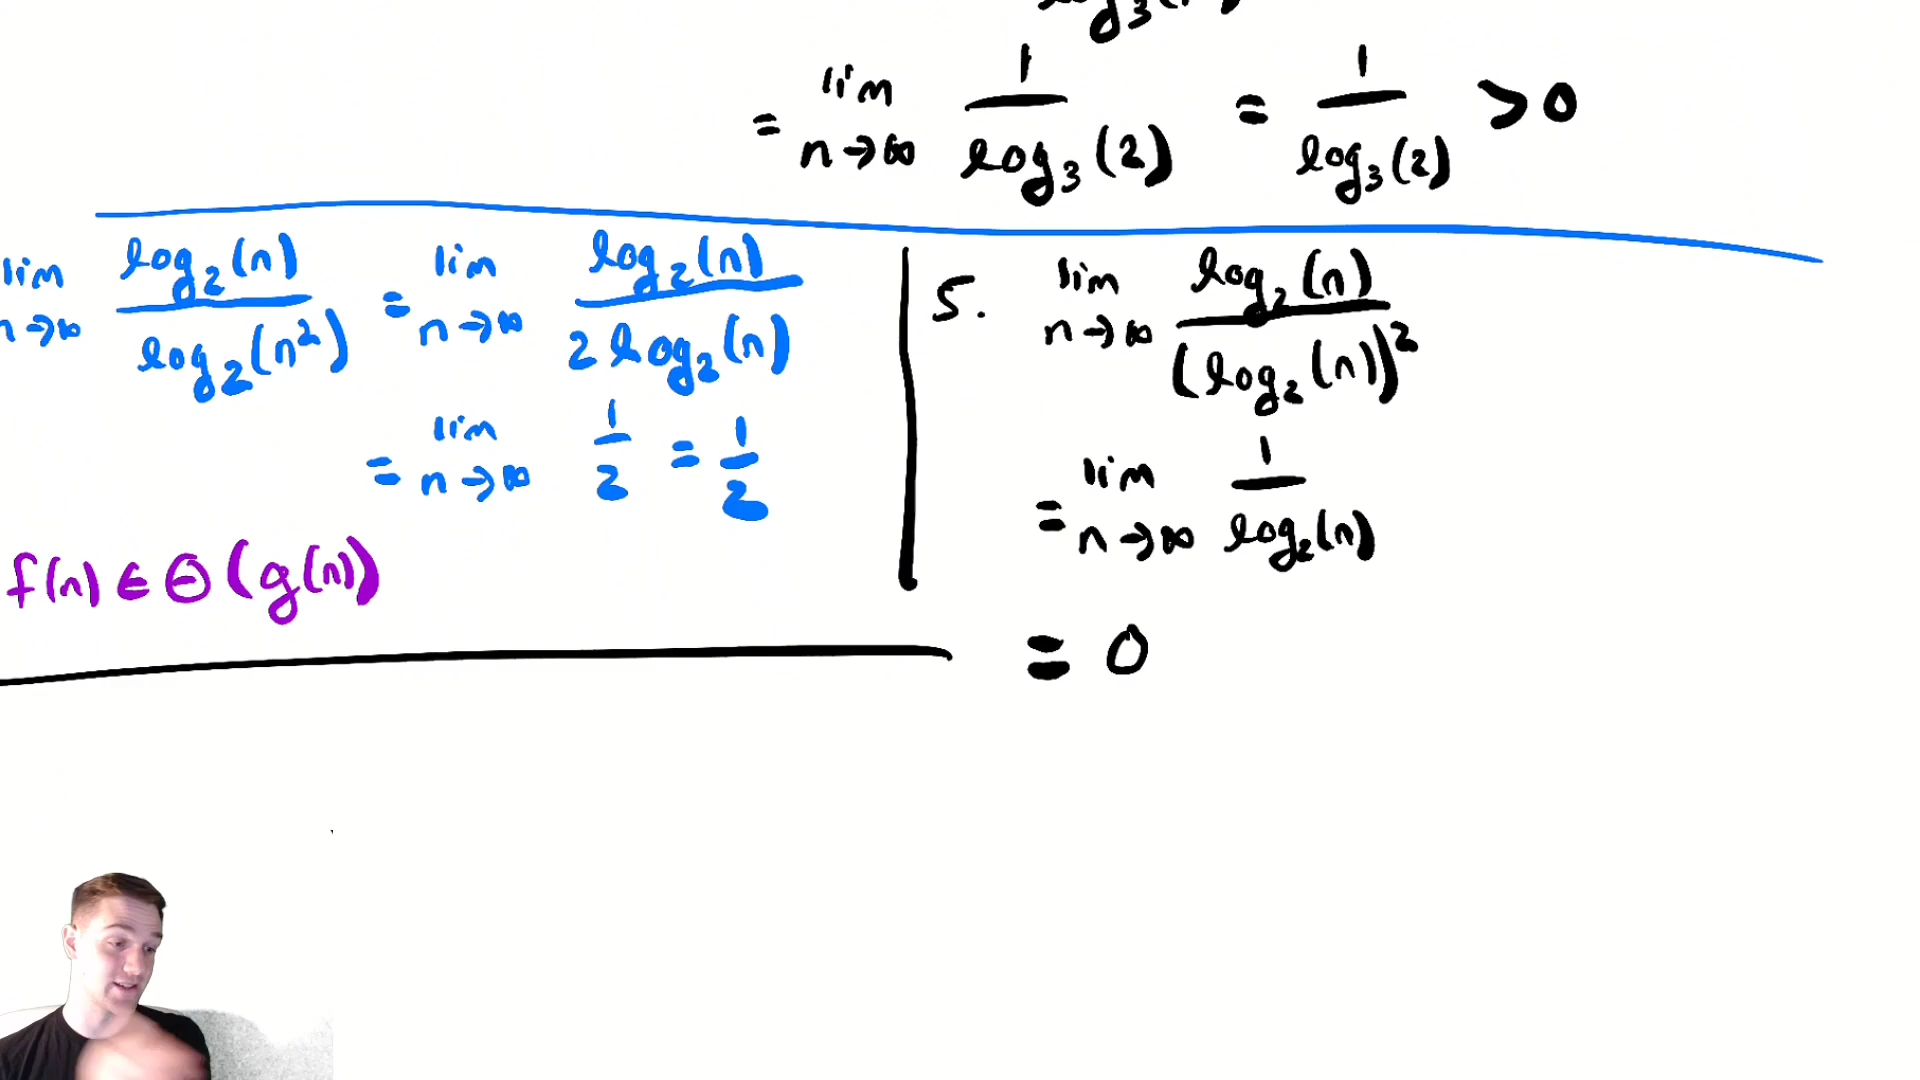 = lim n→∞ 1/log₃(2) = 1/log₃(2) > 0
lim n→∞ log₂(n)/log₂(n²) = lim n→∞ log₂(n)/2log₂(n)
= lim n→∞ 1/2 = 1/2
f(n) ∈ Θ(g(n))
5. lim n→∞ log₂(n)/(log₂(n))²
= lim n→∞ 1/log₂(n)
= 0